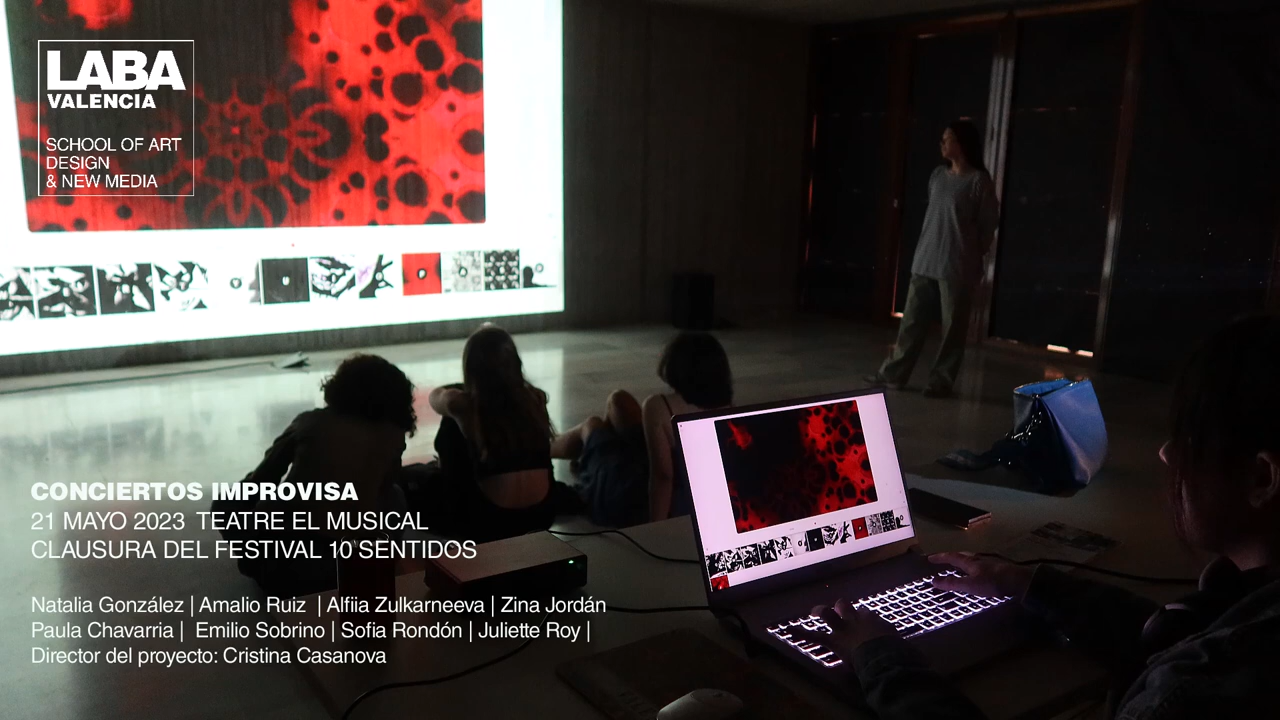 LABA
VALENCIA
SCHOOL OF ART
DESIGN
& NEW MEDIA
CONCIERTOS IMPROVISA
21 MAYO 2023 TEATRE EL MUSICAL
CLAUSURA DEL FESTIVAL 10 SENTIDOS
Natalia González | Amalio Ruiz | Alfiia Zulkarneeva | Zina Jordán
Paula Chavarria | Emilio Sobrino | Sofia Rondón | Juliette Roy |
Director del proyecto: Cristina Casanova